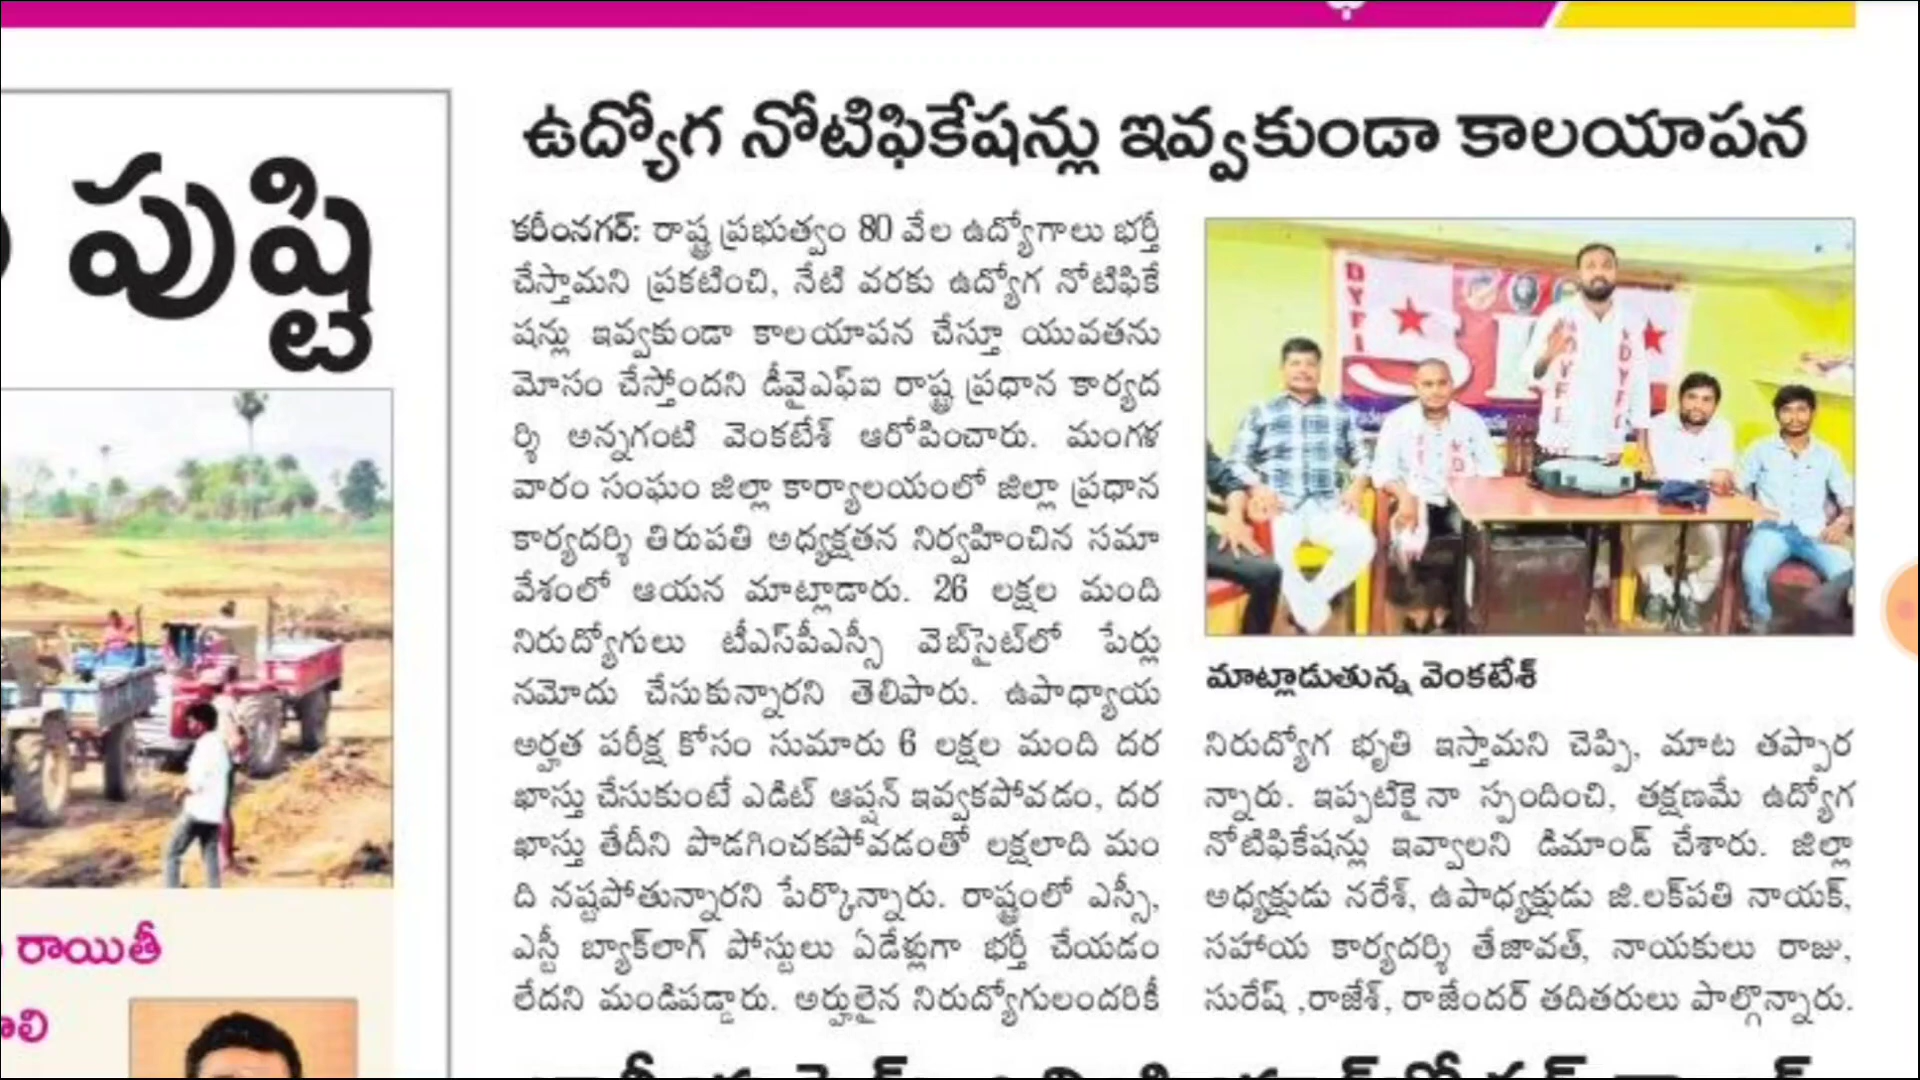 పుష్టి
రాయితీ
ఉద్యోగ నోటిఫికేషన్లు ఇవ్వకుండా కాలయాపన
కరీంనగర్: రాష్ట్ర ప్రభుత్వం 80 వేల ఉద్యోగాలు భర్తీ
చేస్తామని ప్రకటించి, నేటి వరకు ఉద్యోగ నోటిఫికే
షన్లు ఇవ్వకుండా కాలయాపన చేస్తూ యువతను
మోసం చేస్తోందని డీవైఎఫ్ఐ రాష్ట్ర ప్రధాన కార్యద
ర్శి అన్నగంటి వెంకటేశ్ ఆరోపించారు. మంగళ
వారం సంఘం జిల్లా కార్యాలయంలో జిల్లా ప్రధాన
కార్యదర్శి తిరుపతి అధ్యక్షతన నిర్వహించిన సమా
వేశంలో ఆయన మాట్లాడారు. 26 లక్షల మంది
నిరుద్యోగులు టీఎస్‌పీఎస్సీ వెబ్‌సైట్‌లో పేర్లు
నమోదు చేసుకున్నారని తెలిపారు. ఉపాధ్యాయ
అర్హత పరీక్ష కోసం సుమారు 6 లక్షల మంది దర
ఖాస్తు చేసుకుంటే ఎడిట్ ఆప్షన్ ఇవ్వకపోవడం, దర
ఖాస్తు తేదీని పొడగించకపోవడంతో లక్షలాది మం
ది నష్టపోతున్నారని పేర్కొన్నారు. రాష్ట్రంలో ఎస్సీ,
ఎస్టీ బ్యాక్‌లాగ్ పోస్టులు ఏడేళ్లుగా భర్తీ చేయడం
లేదని మండిపడ్డారు. అర్హులైన నిరుద్యోగులందరికీ
DYFI
మాట్లాడుతున్న వెంకటేశ్
నిరుద్యోగ భృతి ఇస్తామని చెప్పి, మాట తప్పార
న్నారు. ఇప్పటికైనా స్పందించి, తక్షణమే ఉద్యోగ
నోటిఫికేషన్లు ఇవ్వాలని డిమాండ్ చేశారు. జిల్లా
అధ్యక్షుడు నరేశ్, ఉపాధ్యక్షుడు జి.లక్‌పతి నాయక్,
సహాయ కార్యదర్శి తేజావత్, నాయకులు రాజు,
సురేష్ ,రాజేశ్, రాజేందర్ తదితరులు పాల్గొన్నారు.